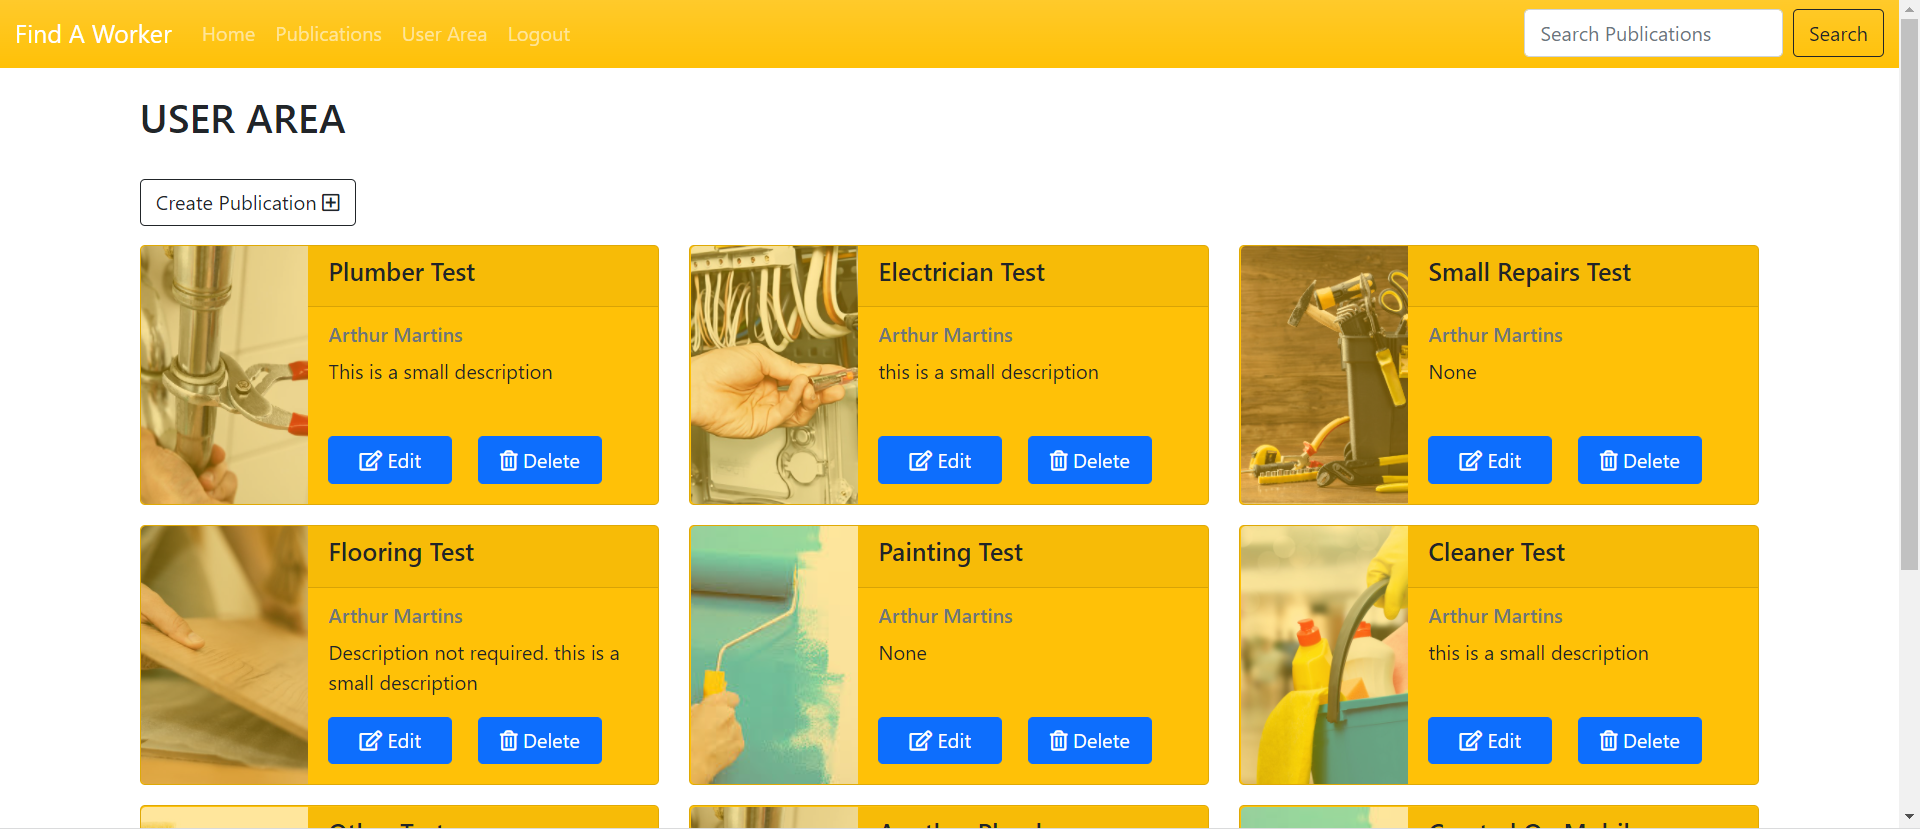 Find A Worker Home Publications User Area Logout Search Publications Search
USER AREA
Create Publication
Plumber Test
Arthur Martins
This is a small description
Edit Delete
Electrician Test
Arthur Martins
this is a small description
Edit Delete
Small Repairs Test
Arthur Martins
None
Edit Delete
Flooring Test
Arthur Martins
Description not required. this is a
small description
Edit Delete
Painting Test
Arthur Martins
None
Edit Delete
Cleaner Test
Arthur Martins
this is a small description
Edit Delete